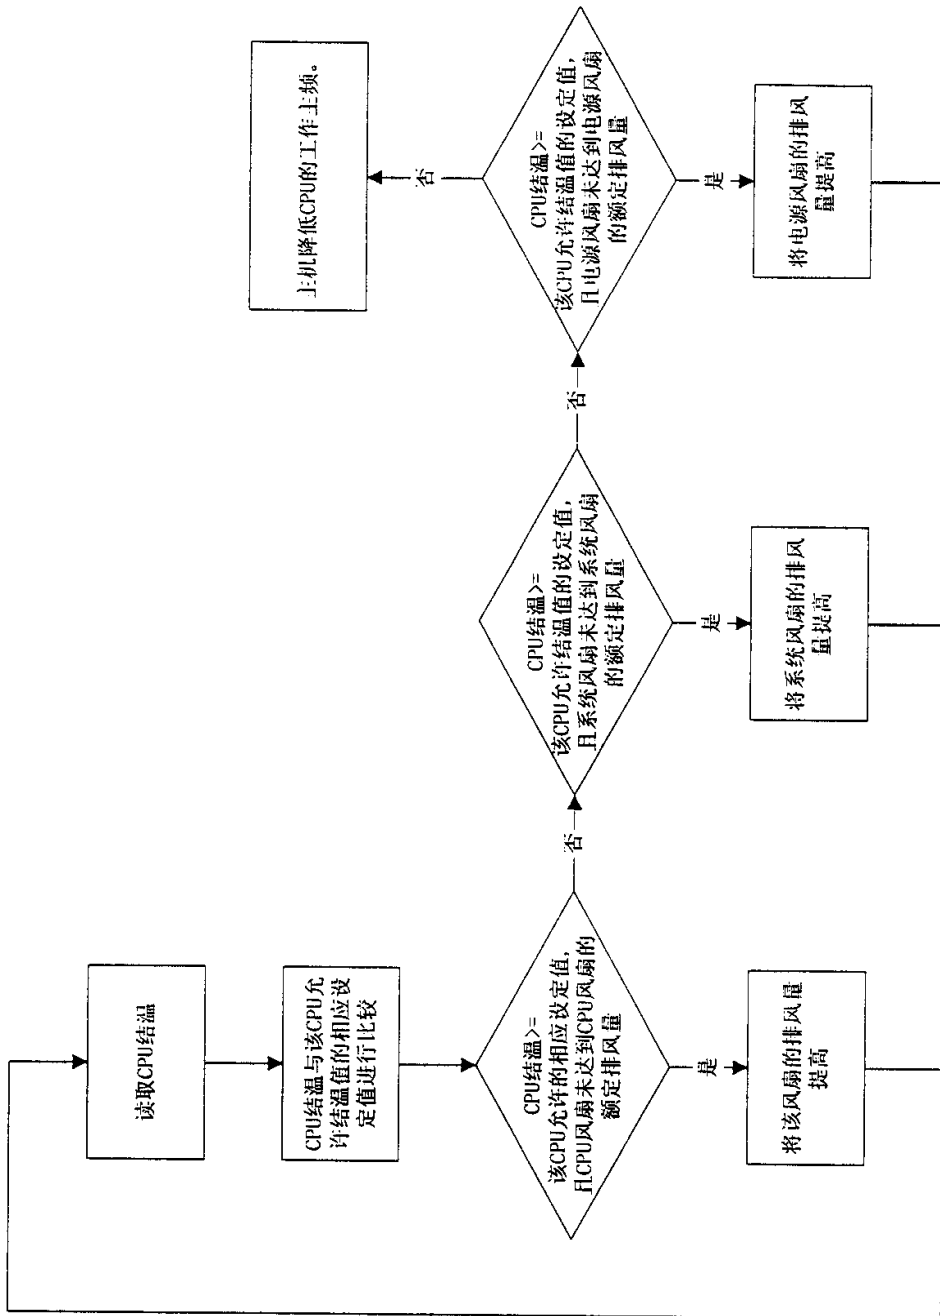 读取CPU结温
CPU结温与该CPU允
许结温值的相应设
定值进行比较
CPU结温>=
该CPU允许的相应设定值,
且CPU风扇未达到CPU风扇的
额定排风量
是
将该风扇的排风量
提高
否
CPU结温>=
该CPU允许结温值的设定值,
且系统风扇未达到系统风扇
的额定排风量
是
将系统风扇的排风
量提高
否
CPU结温>=
该CPU允许结温值的设定值,
且电源风扇未达到电源风扇
的额定排风量
是
将电源风扇的排风
量提高
否
主机降低CPU的工作主频。